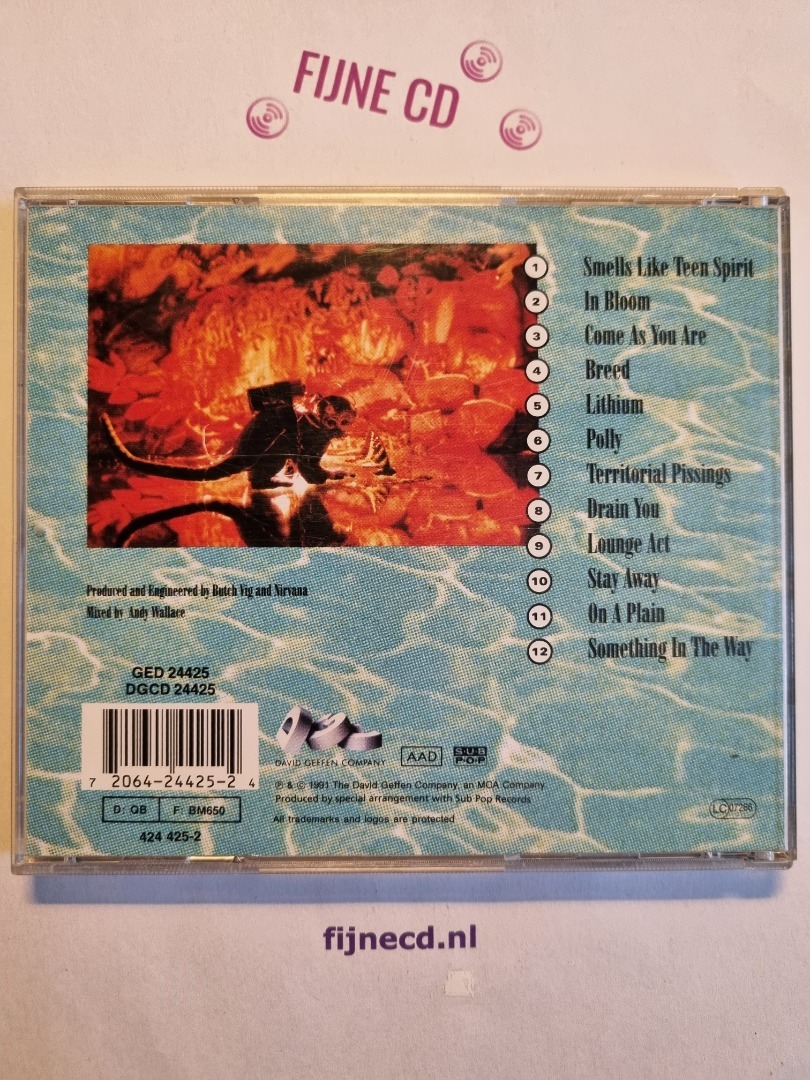 FIJNE CD
1 Smells Like Teen Spirit
2 In Bloom
3 Come As You Are
4 Breed
5 Lithium
6 Polly
7 Territorial Pissings
8 Drain You
9 Lounge Act
10 Stay Away
11 On A Plain
12 Something In The Way
Produced and Engineered by Butch Vig and Nirvana
Mixed by Andy Wallace
GED 24425
DGCD 24425
7 2064-24425-2 4
D: QB F: BM650
424 425-2
DAVID GEFFEN COMPANY
AAD
SUB
POP
℗ & © 1991 The David Geffen Company, an MCA Company
Produced by special arrangement with Sub Pop Records
All trademarks and logos are protected
LC 07266
fijnecd.nl